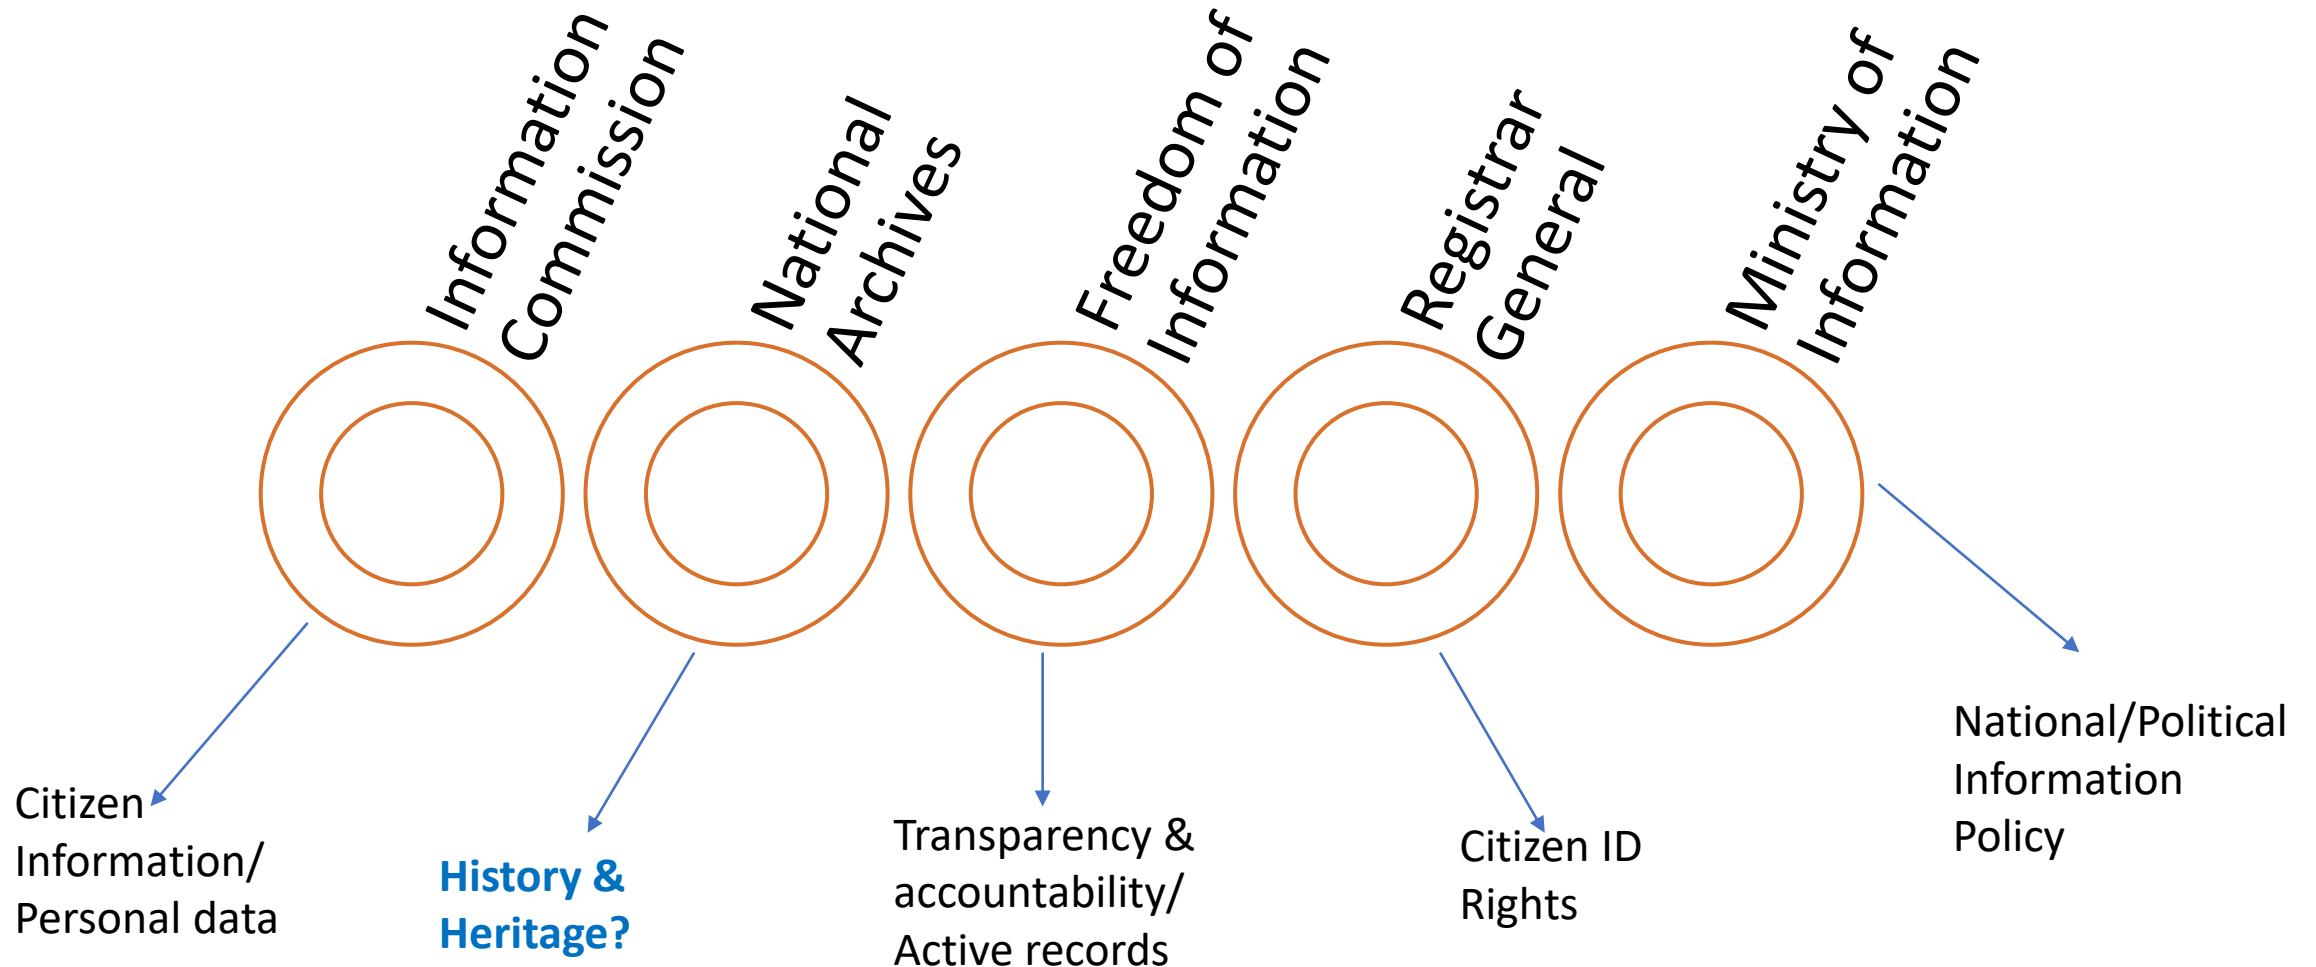 Information
Commission
National
Archives
Freedom of
Information
Registrar
General
Ministry of
Information
Citizen
Information/
Personal data
History &
Heritage?
Transparency &
accountability/
Active records
Citizen ID
Rights
National/Political
Information
Policy